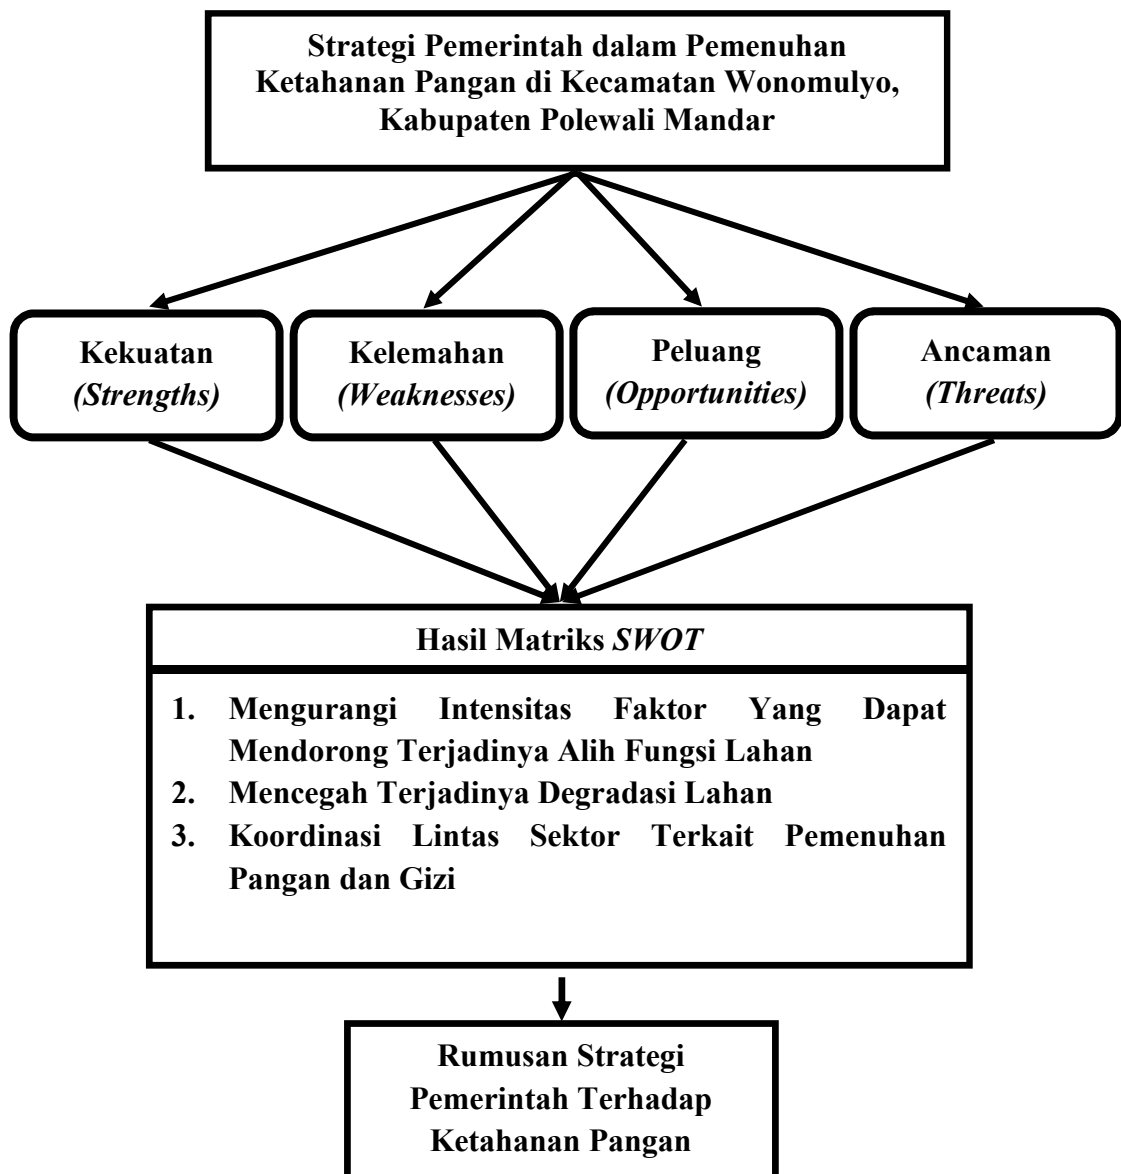 Strategi Pemerintah dalam Pemenuhan
Ketahanan Pangan di Kecamatan Wonomulyo,
Kabupaten Polewali Mandar
Kekuatan
(Strengths)
Kelemahan
(Weaknesses)
Peluang
(Opportunities)
Ancaman
(Threats)
Hasil Matriks SWOT
1. Mengurangi Intensitas Faktor Yang Dapat
Mendorong Terjadinya Alih Fungsi Lahan
2. Mencegah Terjadinya Degradasi Lahan
3. Koordinasi Lintas Sektor Terkait Pemenuhan
Pangan dan Gizi
Rumusan Strategi
Pemerintah Terhadap
Ketahanan Pangan